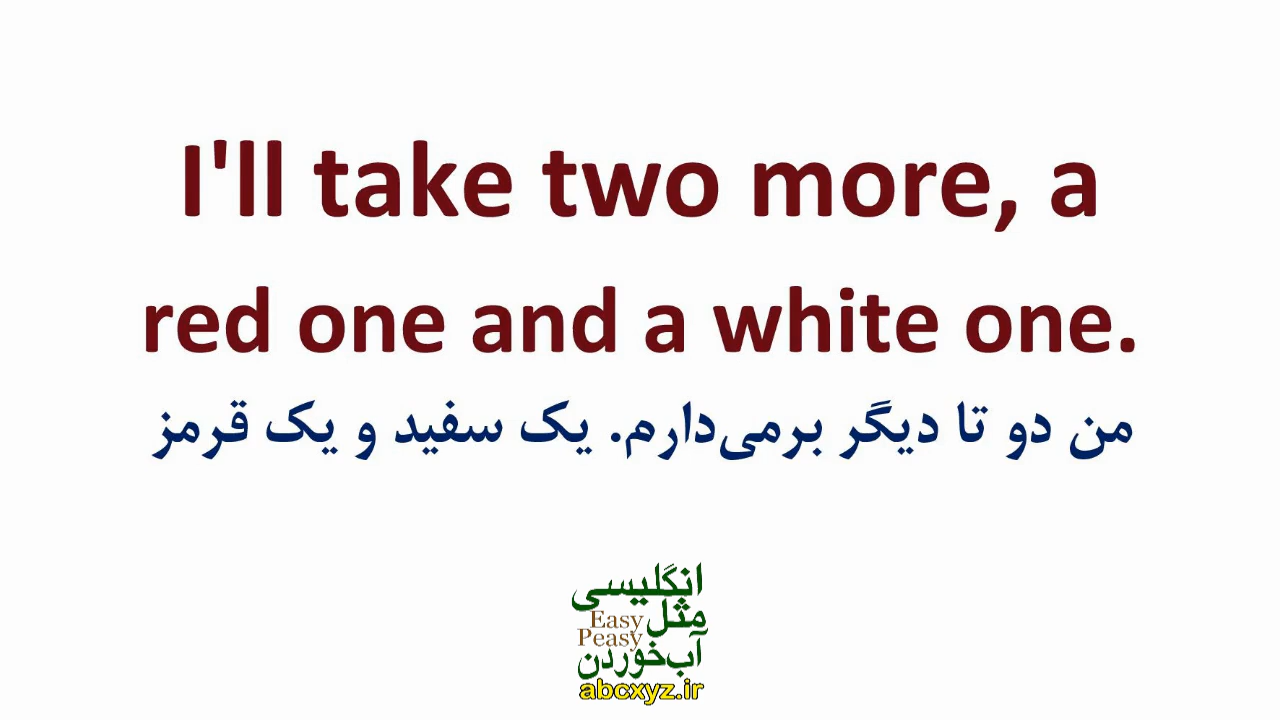 I'll take two more, a
red one and a white one.
من دو تا دیگر برمی‌دارم. یک سفید و یک قرمز
انگلیسی
مثل
Easy
Peasy
آب‌خوردن
abcxyz.ir